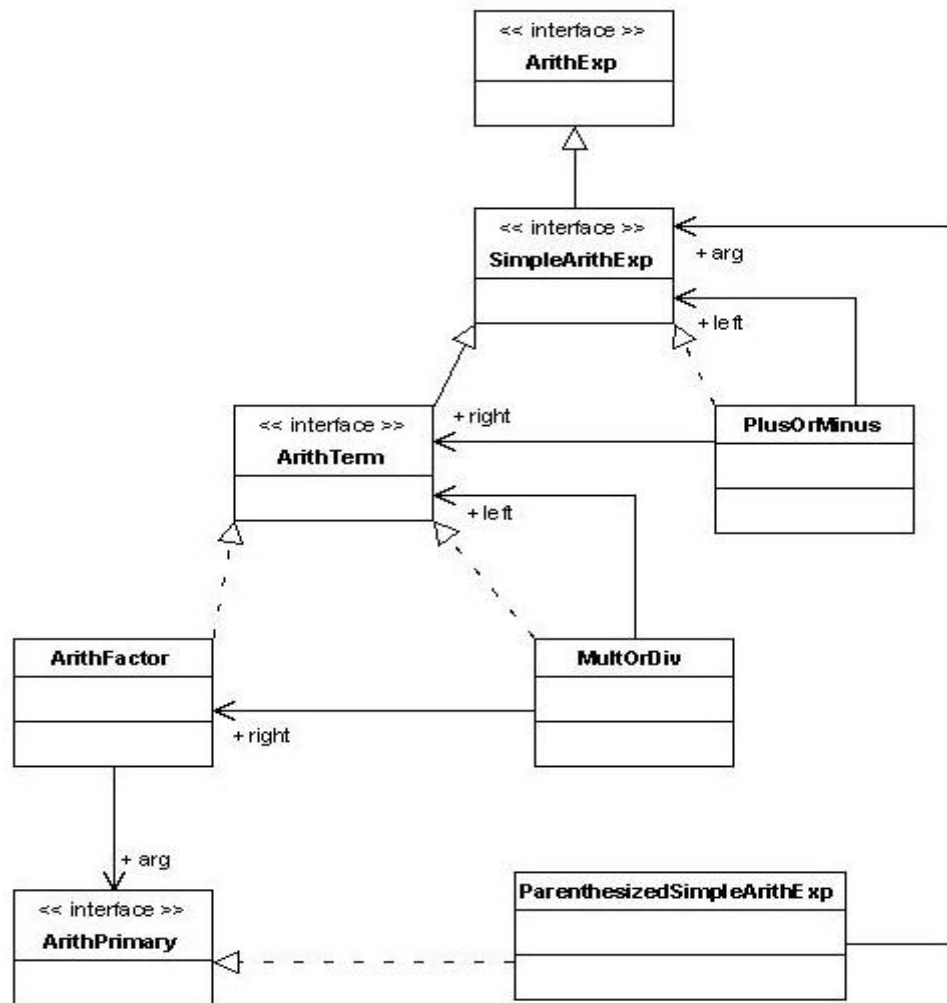 << interface >>
ArithExp
<< interface >>
SimpleArithExp
+ arg
+ left
<< interface >>
ArithTerm
+ right
PlusOrMinus
+ left
ArithFactor
MultOrDiv
+ right
+ arg
<< interface >>
ArithPrimary
ParenthesizedSimpleArithExp